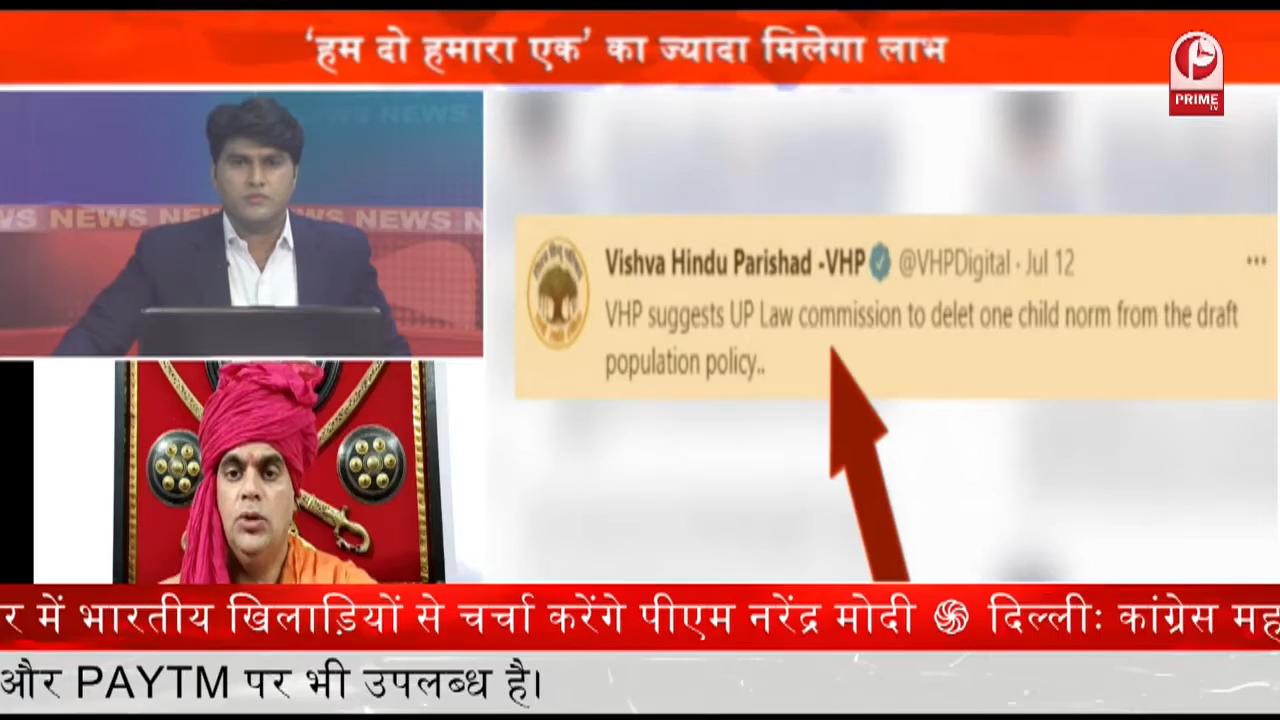 ‘हम दो हमारा एक’ का ज्यादा मिलेगा लाभ
PRIME
TV
NEWS NEWS NEWS NEWS
Vishva Hindu Parishad -VHP @VHPDigital · Jul 12 ...
VHP suggests UP Law commission to delet one child norm from the draft
population policy..
र में भारतीय खिलाड़ियों से चर्चा करेंगे पीएम नरेंद्र मोदी दिल्ली: कांग्रेस मह
और PAYTM पर भी उपलब्ध है।